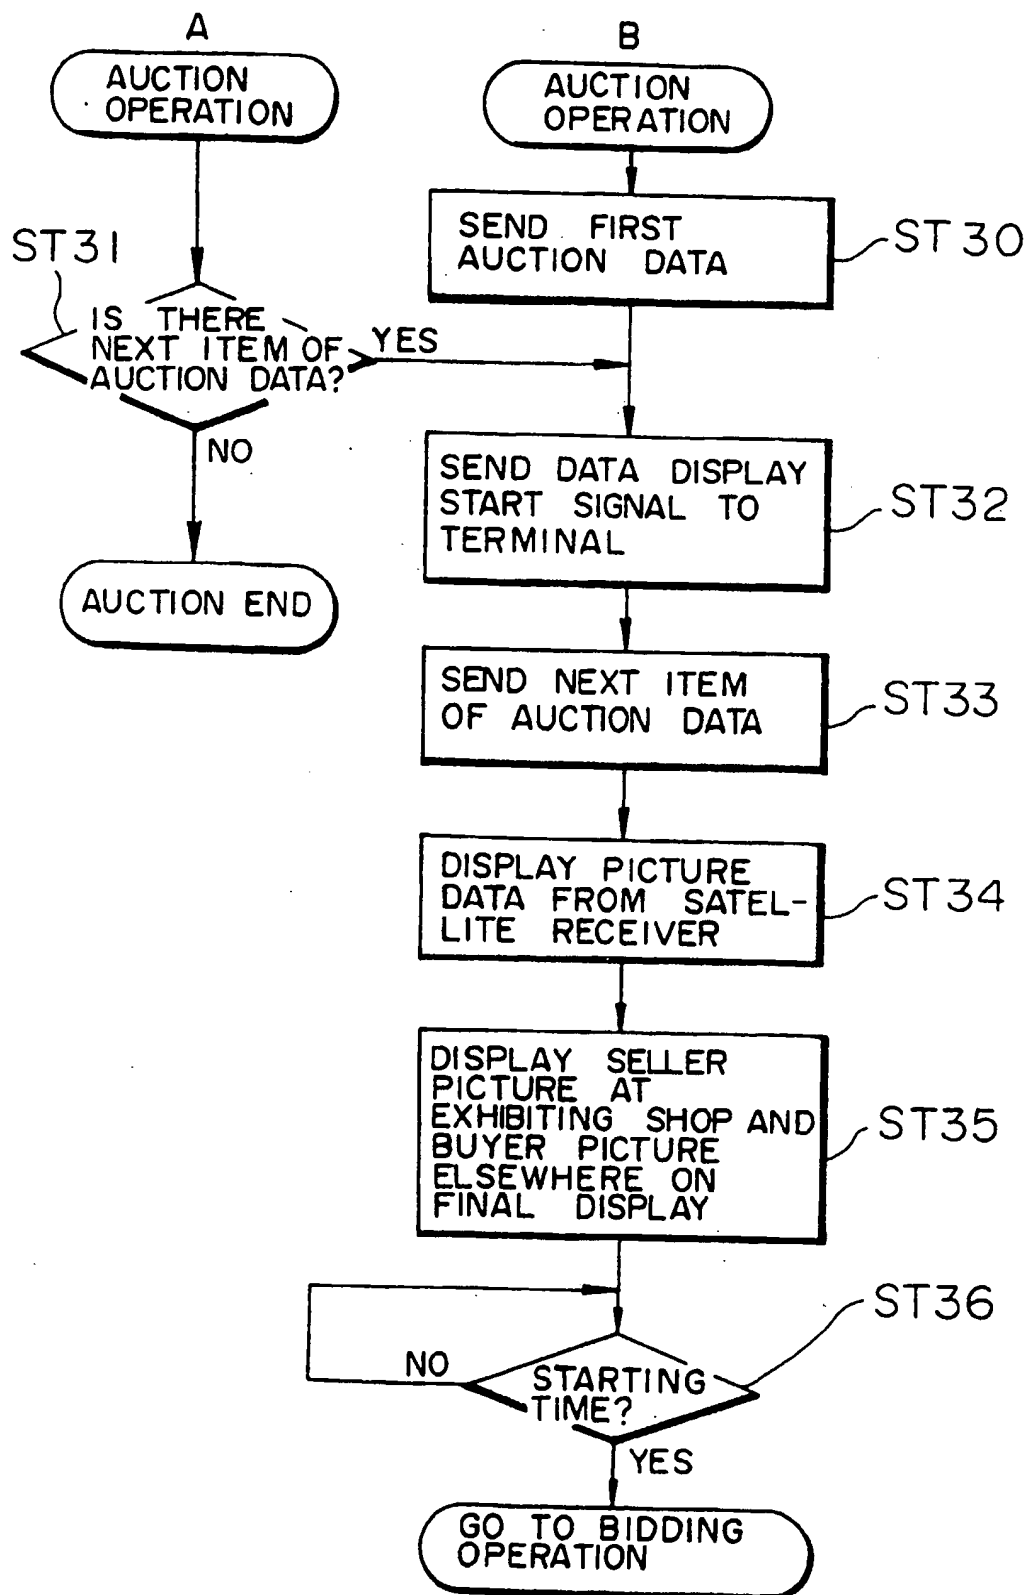 A
AUCTION
OPERATION
ST31
IS THERE
NEXT ITEM OF
AUCTION DATA?
YES
NO
AUCTION END
B
AUCTION
OPERATION
SEND FIRST
AUCTION DATA
ST30
SEND DATA DISPLAY
START SIGNAL TO
TERMINAL
ST32
SEND NEXT ITEM
OF AUCTION DATA
ST33
DISPLAY PICTURE
DATA FROM SATEL-
LITE RECEIVER
ST34
DISPLAY SELLER
PICTURE AT
EXHIBITING SHOP AND
BUYER PICTURE
ELSEWHERE ON
FINAL DISPLAY
ST35
ST36
NO
STARTING
TIME?
YES
GO TO BIDDING
OPERATION